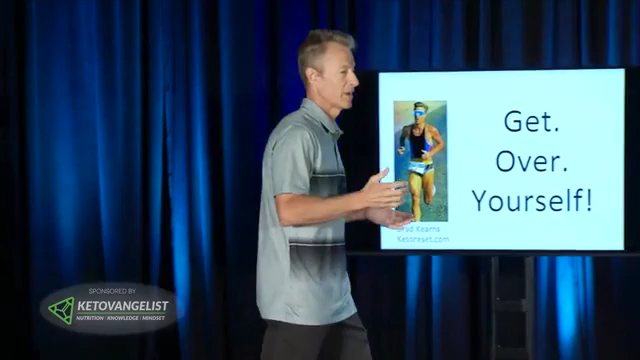 Get.
Over.
Yourself!
Brad Kearns
Ketoreset.com
SPONSORED BY
KETOVANGELIST
NUTRITION · KNOWLEDGE · MINDSET